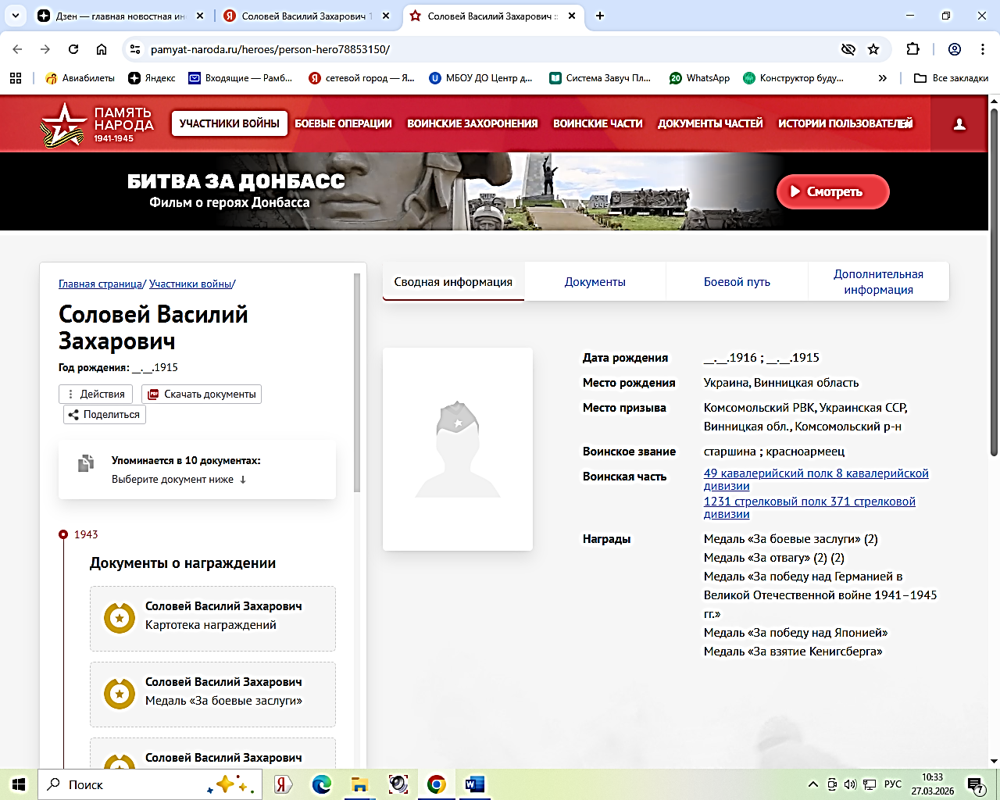 Дзен — главная новостная ин
Соловей Василий Захарович 1
Соловей Василий Захарович ::
pamyat-naroda.ru/heroes/person-hero78853150/
Авиабилеты
Яндекс
Входящие — Рамб...
сетевой город — Я...
МБОУ ДО Центр д...
Система Завуч Пл...
WhatsApp
Конструктор буду...
Все закладки
ПАМЯТЬ
НАРОДА
1941-1945
УЧАСТНИКИ ВОЙНЫ
БОЕВЫЕ ОПЕРАЦИИ
ВОИНСКИЕ ЗАХОРОНЕНИЯ
ВОИНСКИЕ ЧАСТИ
ДОКУМЕНТЫ ЧАСТЕЙ
ИСТОРИИ ПОЛЬЗОВАТЕЛЕЙ
БИТВА ЗА ДОНБАСС
Фильм о героях Донбасса
Смотреть
Главная страница/ Участники войны/
Соловей Василий
Захарович
Год рождения: __.__.1915
Действия
Скачать документы
Поделиться
Упоминается в 10 документах:
Выберите документ ниже ↓
1943
Документы о награждении
Соловей Василий Захарович
Картотека награждений
Соловей Василий Захарович
Медаль «За боевые заслуги»
Соловей Василий Захарович
Сводная информация
Документы
Боевой путь
Дополнительная
информация
Дата рождения __.__.1916 ; __.__.1915
Место рождения Украина, Винницкая область
Место призыва Комсомольский РВК, Украинская ССР,
Винницкая обл., Комсомольский р-н
Воинское звание старшина ; красноармеец
Воинская часть 49 кавалерийский полк 8 кавалерийской
дивизии
1231 стрелковый полк 371 стрелковой
дивизии
Награды Медаль «За боевые заслуги» (2)
Медаль «За отвагу» (2) (2)
Медаль «За победу над Германией в
Великой Отечественной войне 1941–1945
гг.»
Медаль «За победу над Японией»
Медаль «За взятие Кенигсберга»
Поиск
РУС
10:33
27.03.2026
7